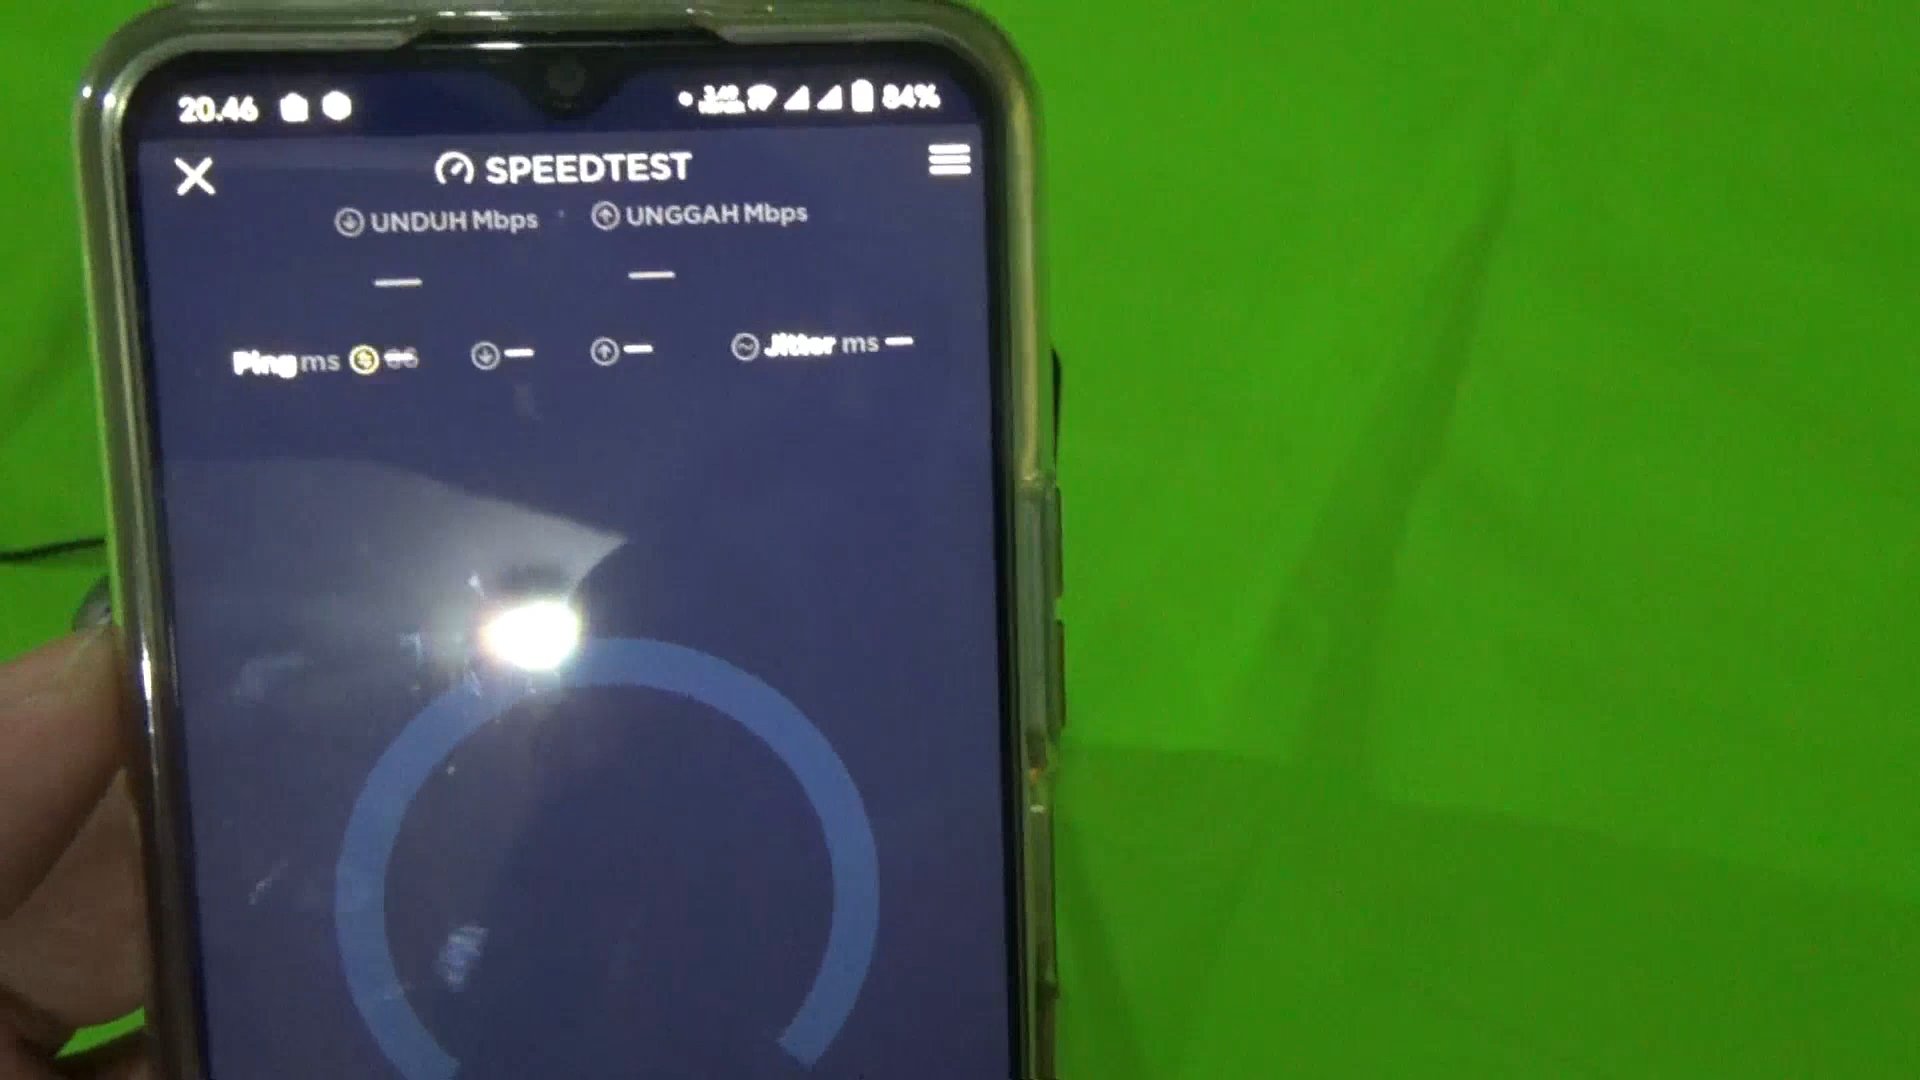 20.46 84%
SPEEDTEST
UNDUH Mbps UNGGAH Mbps
— —
Ping ms — — Jitter ms —